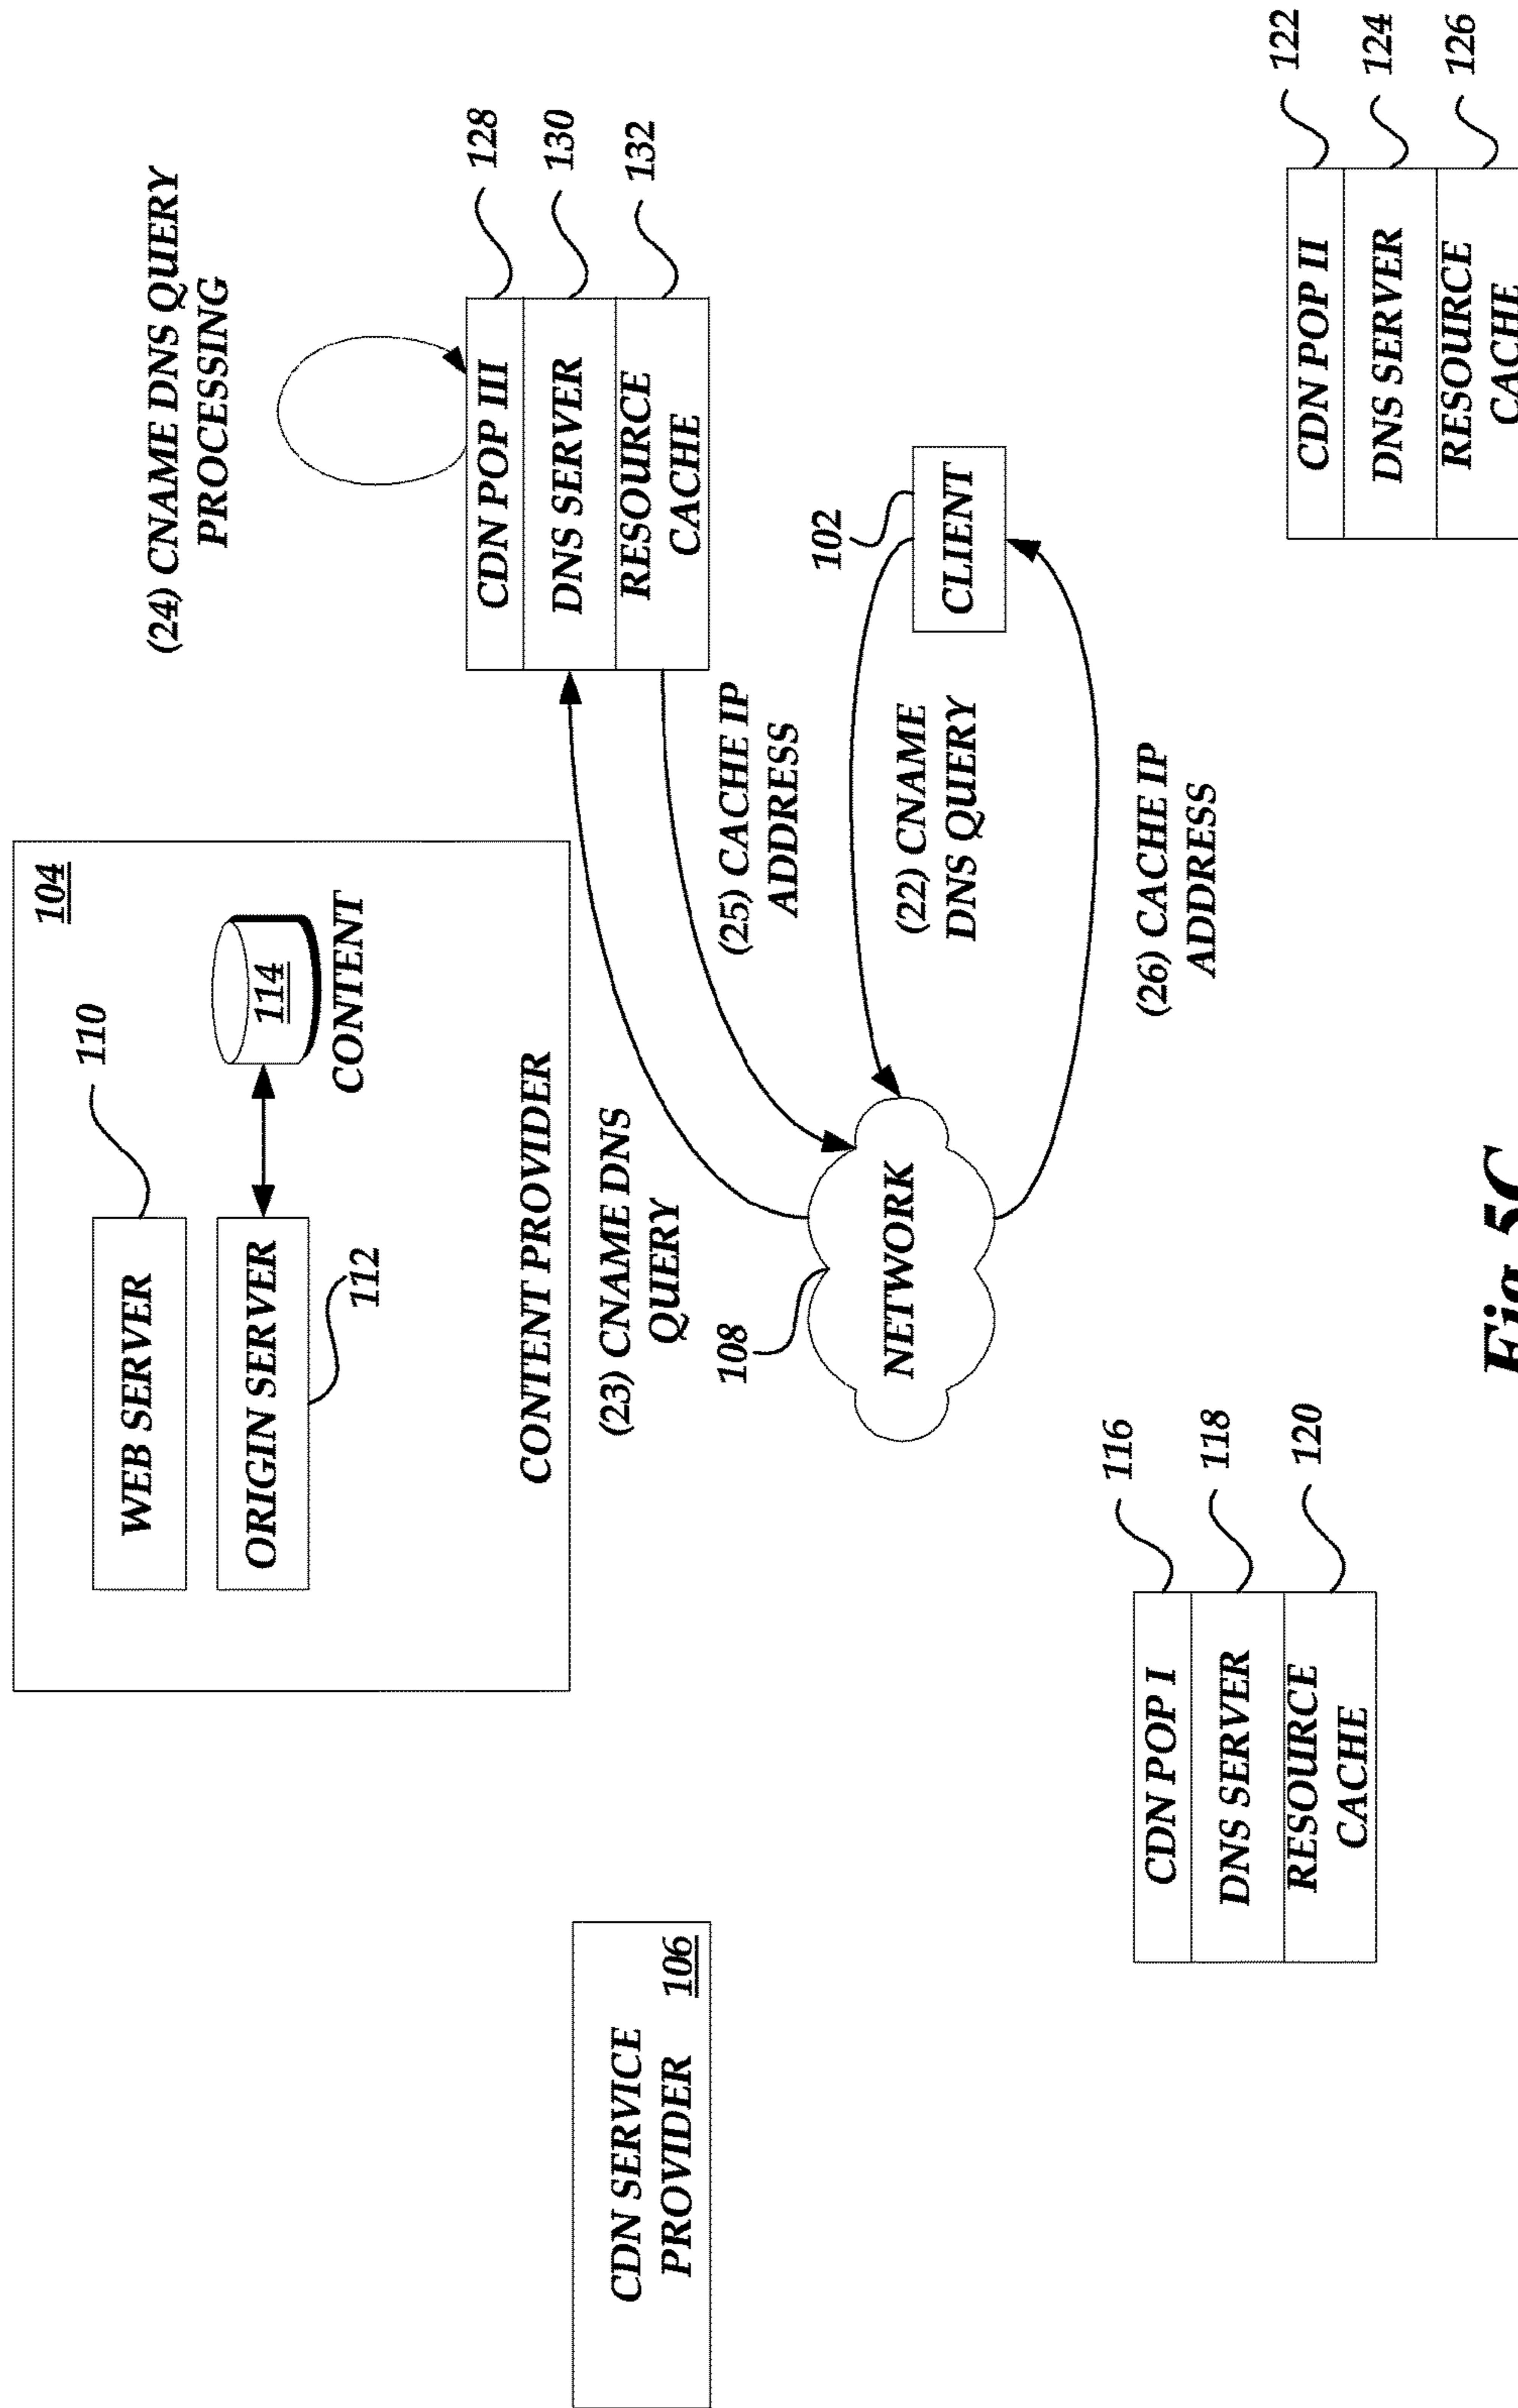 104
WEB SERVER
110
ORIGIN SERVER
112
114
CONTENT
CONTENT PROVIDER
CDN SERVICE
PROVIDER
106
(24) CNAME DNS QUERY
PROCESSING
CDN POP III
128
DNS SERVER
130
RESOURCE
CACHE
132
(23) CNAME DNS
QUERY
(25) CACHE IP
ADDRESS
108
NETWORK
(22) CNAME
DNS QUERY
102
CLIENT
(26) CACHE IP
ADDRESS
CDN POP I
116
DNS SERVER
118
RESOURCE
CACHE
120
CDN POP II
122
DNS SERVER
124
RESOURCE
CACHE
126
Fig. 5C